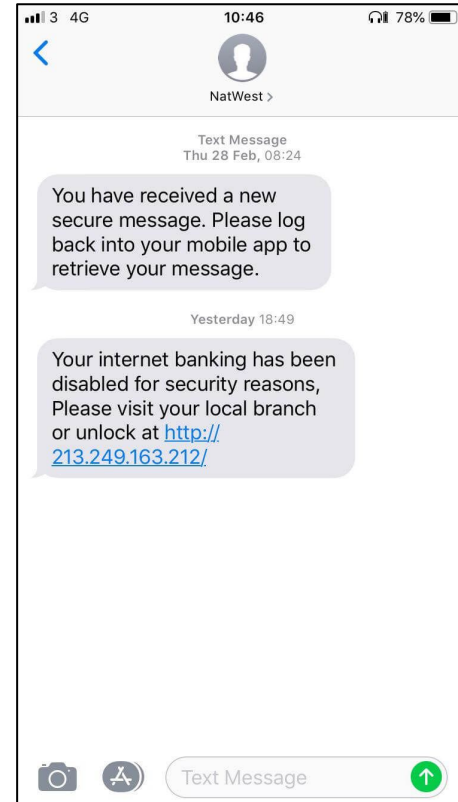 3 4G 10:46 78%
NatWest >
Text Message
Thu 28 Feb, 08:24
You have received a new
secure message. Please log
back into your mobile app to
retrieve your message.
Yesterday 18:49
Your internet banking has been
disabled for security reasons,
Please visit your local branch
or unlock at http://
213.249.163.212/
Text Message